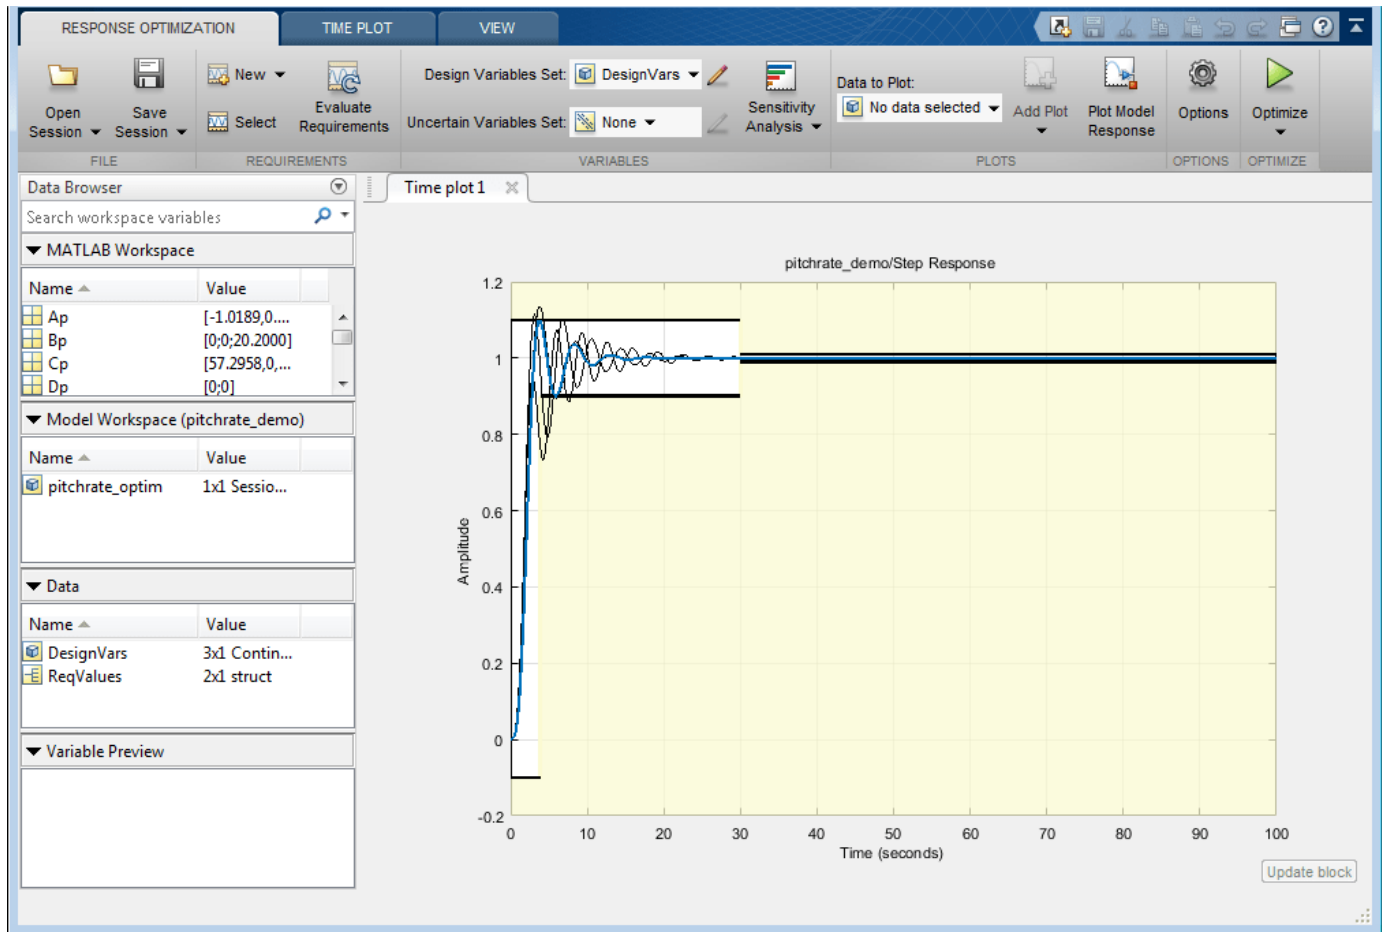 RESPONSE OPTIMIZATION TIME PLOT VIEW
New Design Variables Set: DesignVars Data to Plot:
Open Session Save Session Select Evaluate Requirements Uncertain Variables Set: None Sensitivity Analysis No data selected Add Plot Plot Model Response Options Optimize
FILE REQUIREMENTS VARIABLES PLOTS OPTIONS OPTIMIZE
Data Browser
Time plot 1
Search workspace variables
MATLAB Workspace
Name Value
Ap [-1.0189,0....
Bp [0;0;20.2000]
Cp [57.2958,0,...
Dp [0;0]
Model Workspace (pitchrate_demo)
Name Value
pitchrate_optim 1x1 Sessio...
Data
Name Value
DesignVars 3x1 Contin...
ReqValues 2x1 struct
Variable Preview
pitchrate_demo/Step Response
Amplitude
1.2
1
0.8
0.6
0.4
0.2
0
-0.2
0 10 20 30 40 50 60 70 80 90 100
Time (seconds)
Update block